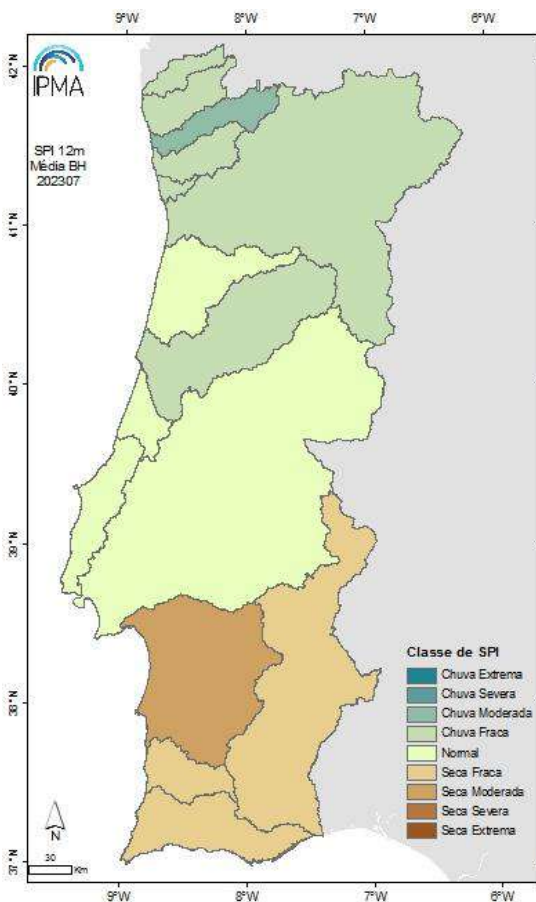 9°W 8°W 7°W 6°W
42°N
IPMA
SPI 12m
Média BH
202307
41°N
40°N
39°N
Classe de SPI
Chuva Extrema
Chuva Severa
38°N
Chuva Moderada
Chuva Fraca
Normal
Seca Fraca
Seca Moderada
Seca Severa
Seca Extrema
N
30
Km
37°N
9°W 8°W 7°W 6°W